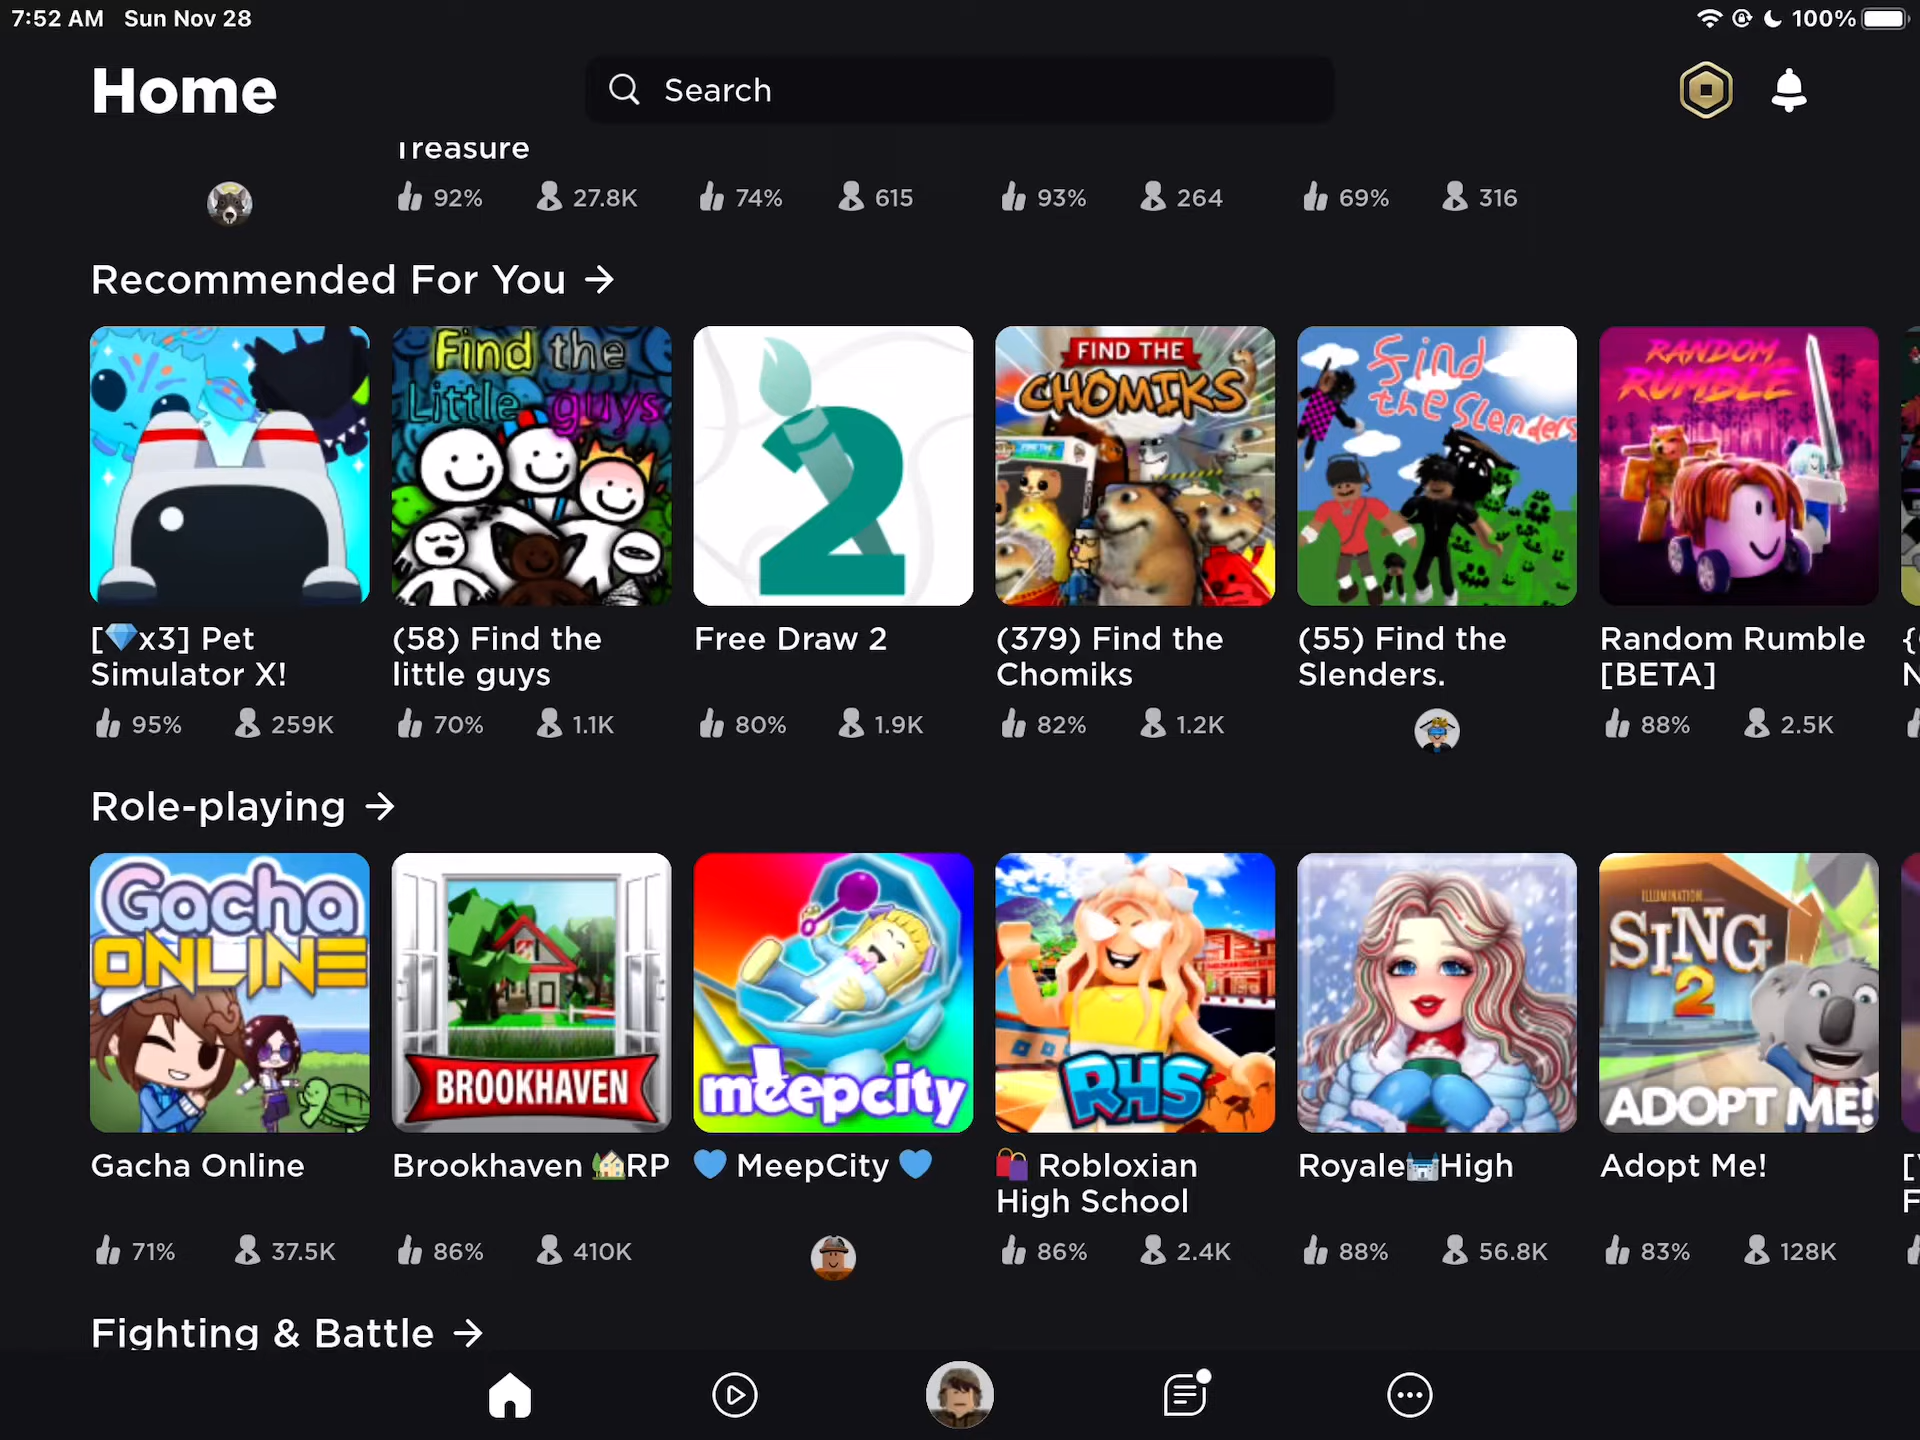 7:52 AM Sun Nov 28
100%
Home
Search
Treasure
92% 27.8K 74% 615 93% 264 69% 316
Recommended For You →
Find the
Little guys
2
FIND THE
CHOMIKS
find
the Slenders
RANDOM
RUMBLE
[💎x3] Pet
Simulator X!
(58) Find the
little guys
Free Draw 2
(379) Find the
Chomiks
(55) Find the
Slenders.
Random Rumble
[BETA]
95% 259K 70% 1.1K 80% 1.9K 82% 1.2K 88% 2.5K
Role-playing →
Gacha
ONLINE
BROOKHAVEN
meepcity
RHS
ILLUMINATION
SING
2
ADOPT ME!
Gacha Online
Brookhaven 🏡RP
💙 MeepCity 💙
🛍️ Robloxian
High School
Royale🏰High
Adopt Me!
71% 37.5K 86% 410K 86% 2.4K 88% 56.8K 83% 128K
Fighting & Battle →